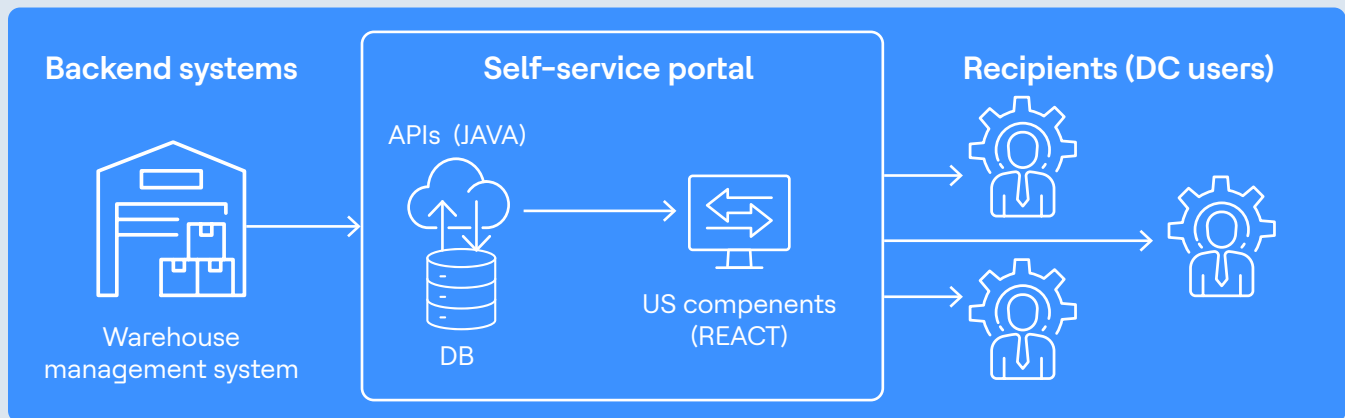 Backend systems
Self-service portal
Recipients (DC users)
APIs (JAVA)
US compenents
(REACT)
Warehouse
management system
DB